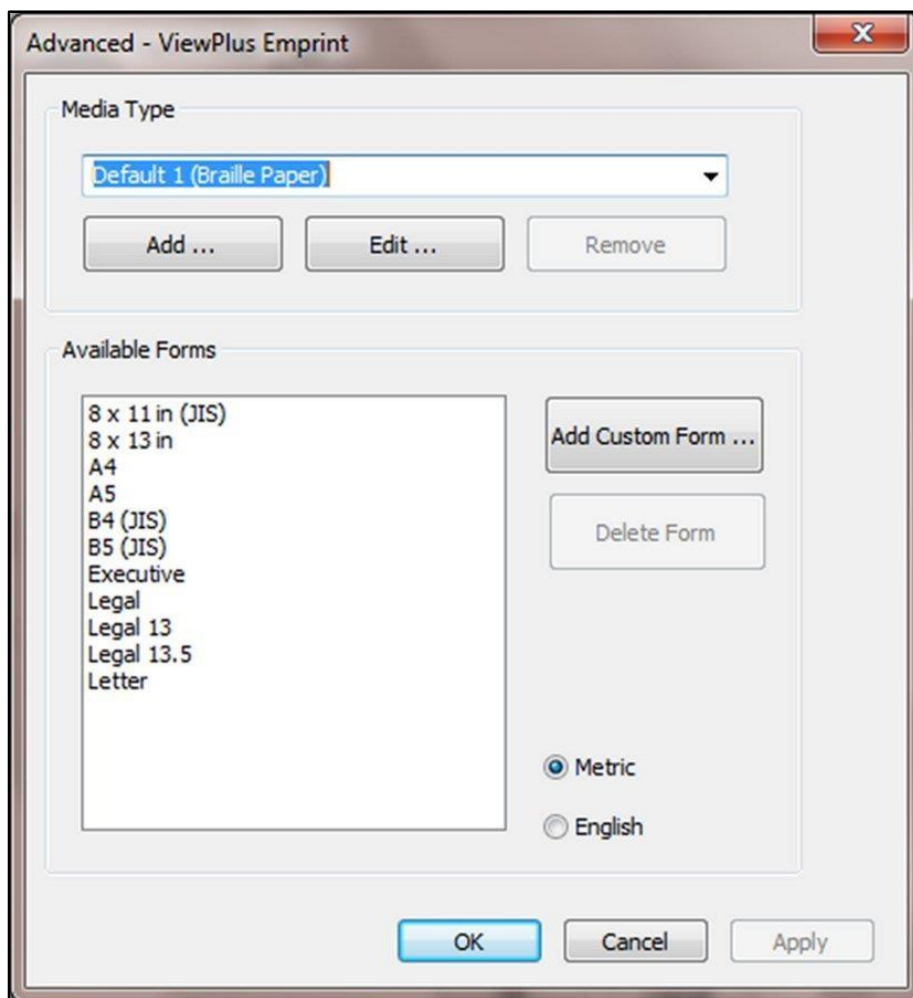 Advanced - ViewPlus Emprint
Media Type
Default 1 (Braille Paper)
Add ...
Edit ...
Remove
Available Forms
8 x 11 in (JIS)
8 x 13 in
A4
A5
B4 (JIS)
B5 (JIS)
Executive
Legal
Legal 13
Legal 13.5
Letter
Add Custom Form ...
Delete Form
Metric
English
OK
Cancel
Apply